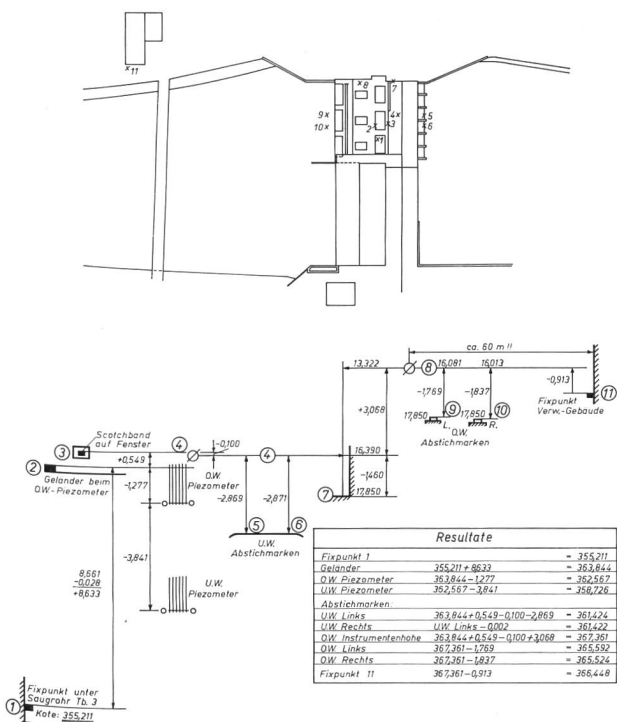 x11
x8
x
7
9x
10x
4x
x3
2x
x1
x5
x6
ca. 60 m !!
13,322
8
16,081
16,013
-0,913
11
Fixpunkt
Verw.-Gebäude
-1,769
-1,837
+3,068
17,850
9
17,850
10
L.
R.
O.W.
Abstichmarken
3
Scotchband
auf Fenster
4
-0,100
4
16,390
+0,549
2
-1,277
O.W.
Piezometer
-2,869
-2,871
-1,460
7
17,850
Geländer beim
O.W.-Piezometer
5
6
U.W.
Abstichmarken
-3,841
U.W.
Piezometer
8,661
-0,028
+8,633
1
Fixpunkt unter
Saugrohr Tb. 3
Kote: 355,211
Resultate
Fixpunkt 1 = 355,211
Geländer 355,211+8,633 = 363,844
O.W. Piezometer 363,844-1,277 = 362,567
U.W. Piezometer 362,567-3,841 = 358,726
Abstichmarken:
U.W. Links 363,844+0,549-0,100-2,869 = 361,424
U.W. Rechts U.W. Links -0,002 = 361,422
O.W. Instrumentenhöhe 363,844+0,549-0,100+3,068 = 367,361
O.W. Links 367,361-1,769 = 365,592
O.W. Rechts 367,361-1,837 = 365,524
Fixpunkt 11 367,361-0,913 = 366,448